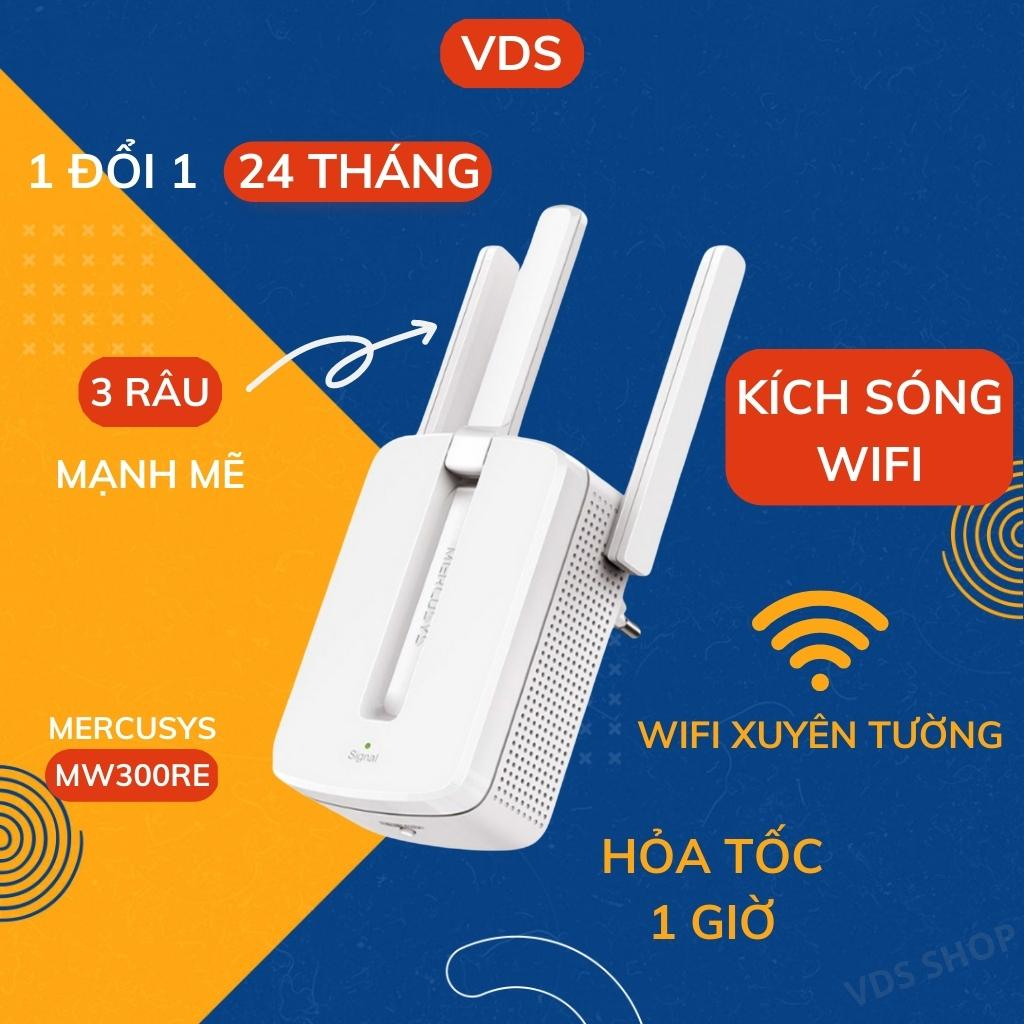 VDS
1 ĐỔI 1 24 THÁNG
3 RÂU
MẠNH MẼ
KÍCH SÓNG
WIFI
MERCUSYS
Signal
WIFI XUYÊN TƯỜNG
MERCUSYS
MW300RE
HỎA TỐC
1 GIỜ
VDS SHOP